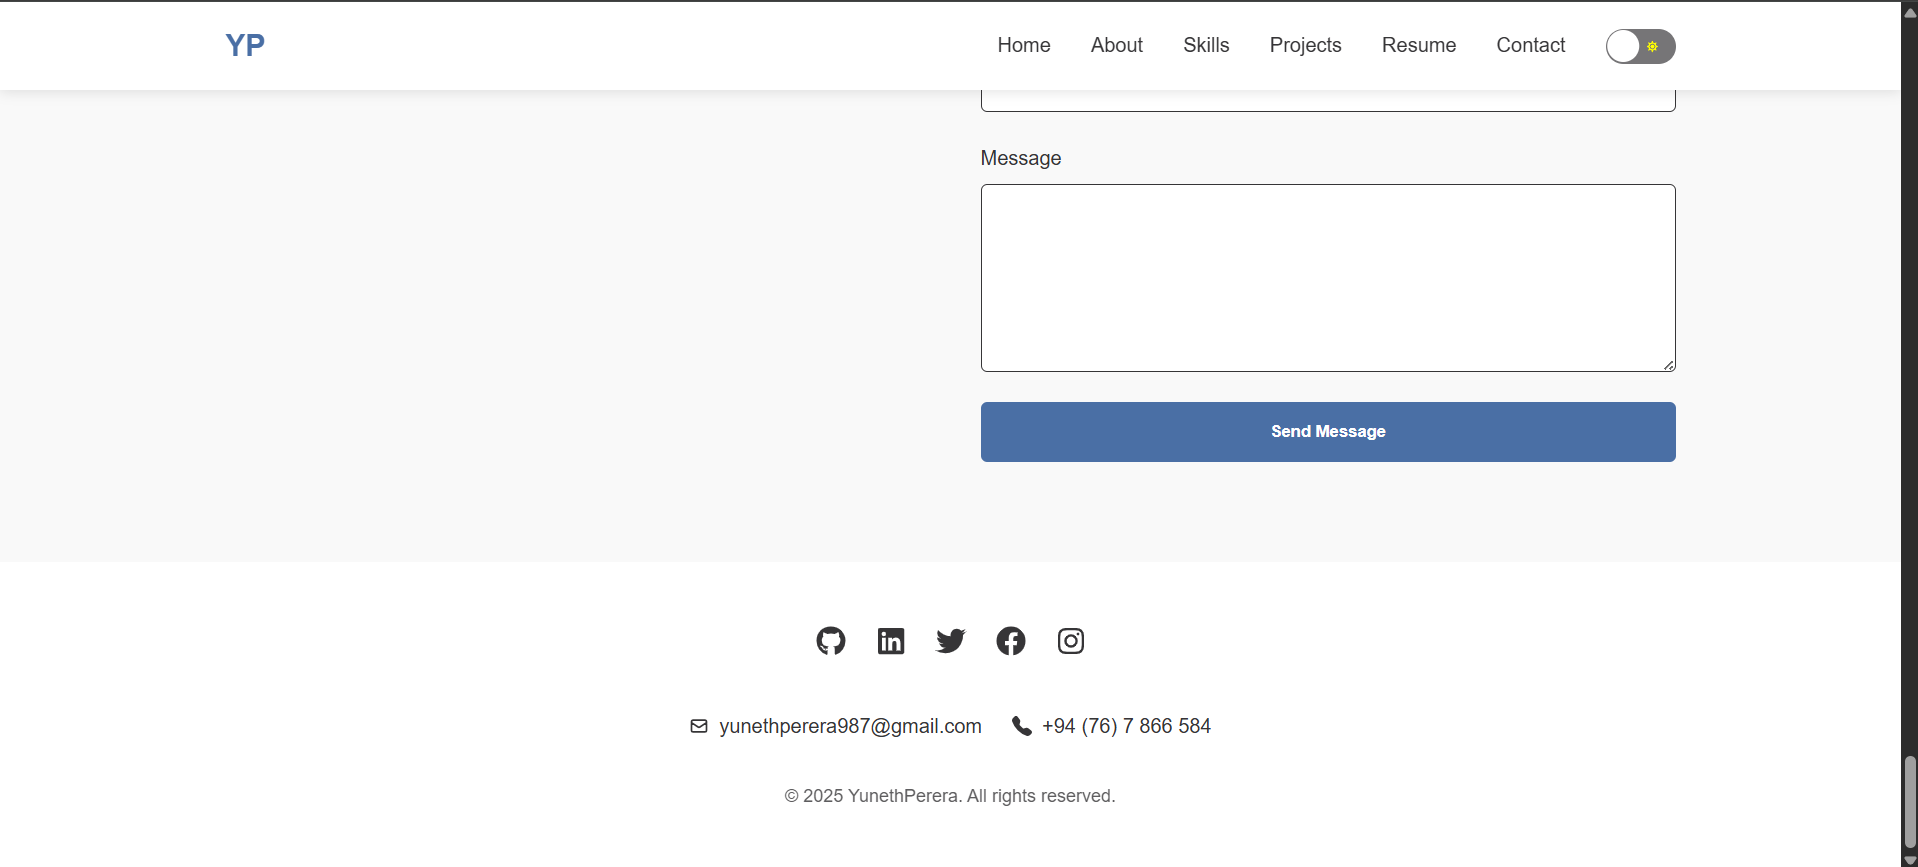 YP Home About Skills Projects Resume Contact
Message
Send Message
yunethperera987@gmail.com +94 (76) 7 866 584
© 2025 YunethPerera. All rights reserved.